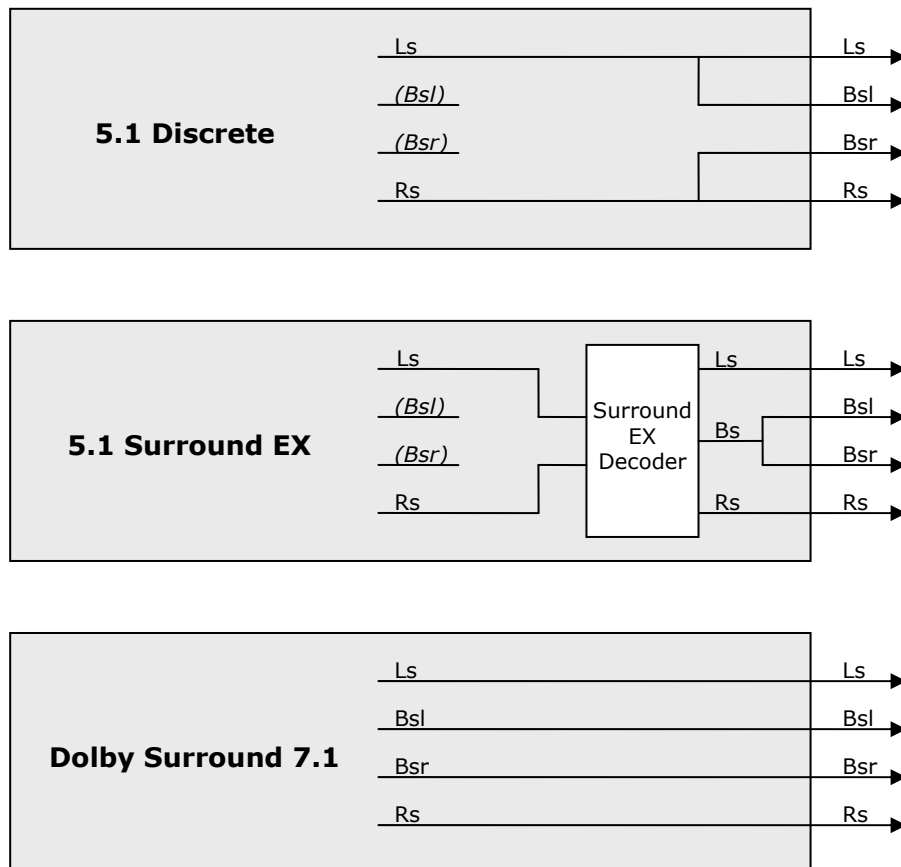 Ls Ls
(Bsl) Bsl
5.1 Discrete
(Bsr) Bsr
Rs Rs
Ls Ls Ls
(Bsl) Bsl
Surround
EX
Decoder
Bs
5.1 Surround EX
(Bsr) Bsr
Rs Rs Rs
Ls Ls
Bsl Bsl
Dolby Surround 7.1
Bsr Bsr
Rs Rs